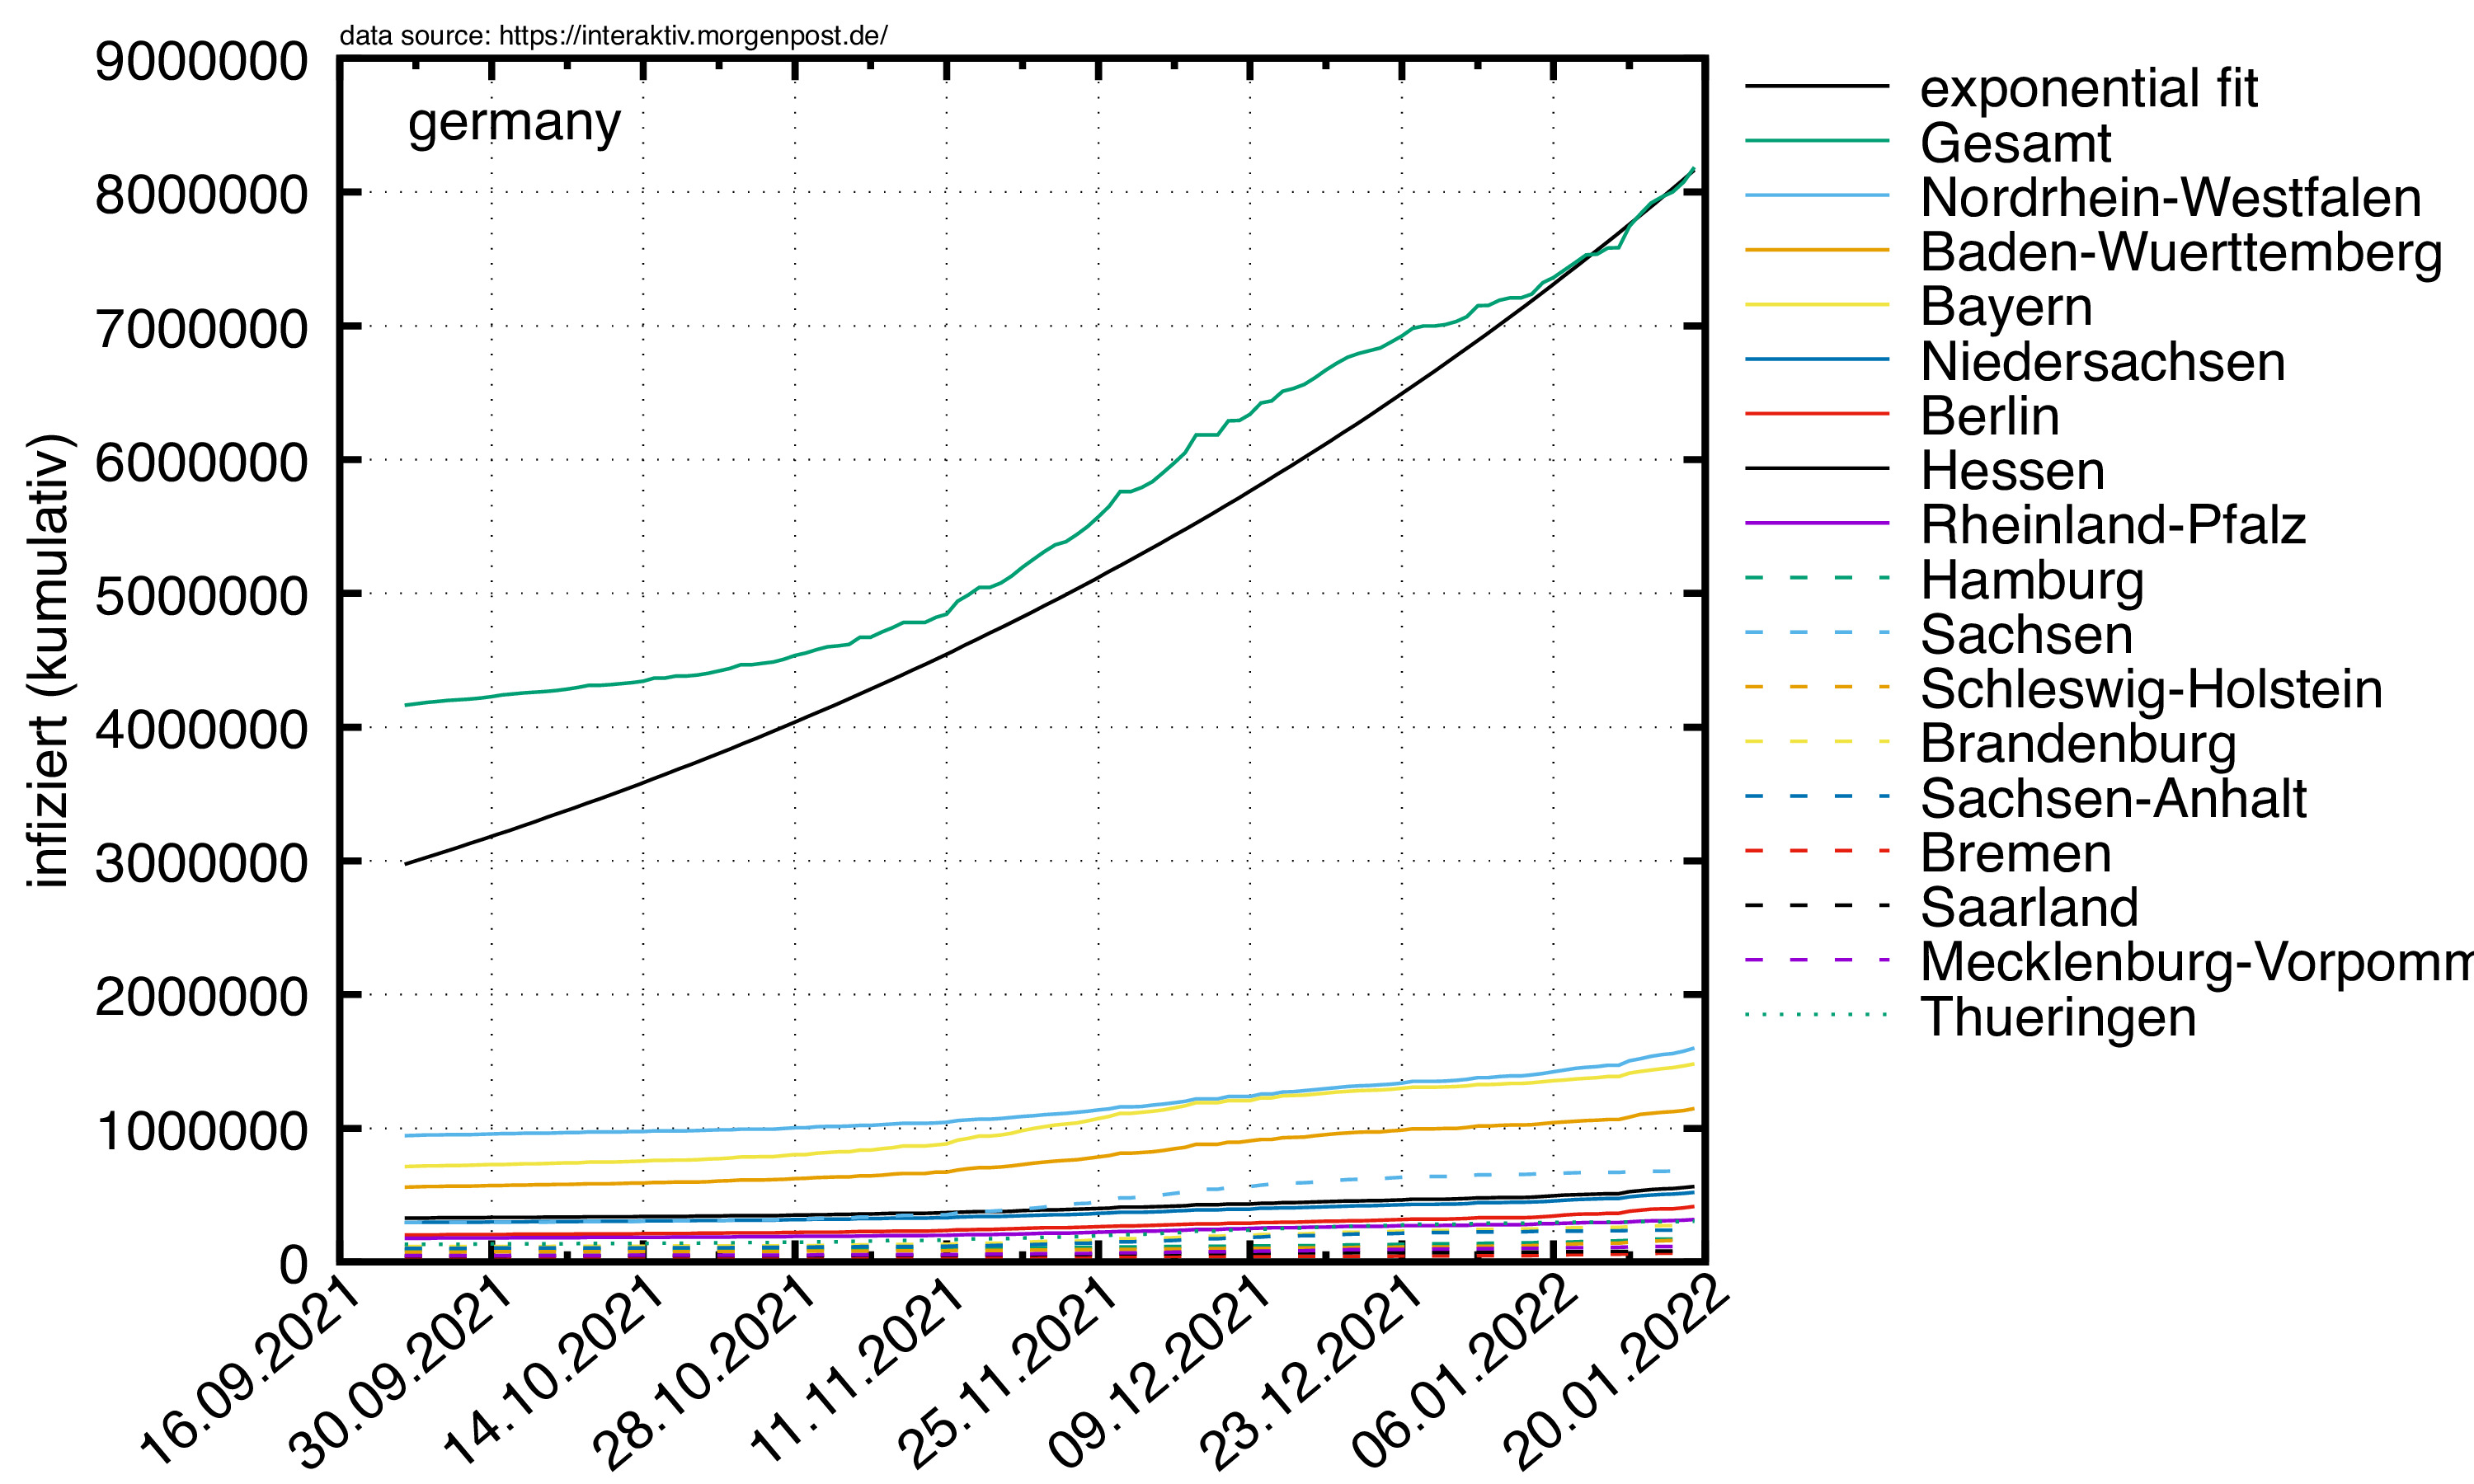 data source: https://interaktiv.morgenpost.de/
germany
infiziert (kumulativ)
9000000
8000000
7000000
6000000
5000000
4000000
3000000
2000000
1000000
0
16.09.2021
30.09.2021
14.10.2021
28.10.2021
11.11.2021
25.11.2021
09.12.2021
23.12.2021
06.01.2022
20.01.2022
exponential fit
Gesamt
Nordrhein-Westfalen
Baden-Wuerttemberg
Bayern
Niedersachsen
Berlin
Hessen
Rheinland-Pfalz
Hamburg
Sachsen
Schleswig-Holstein
Brandenburg
Sachsen-Anhalt
Bremen
Saarland
Mecklenburg-Vorpomm
Thueringen